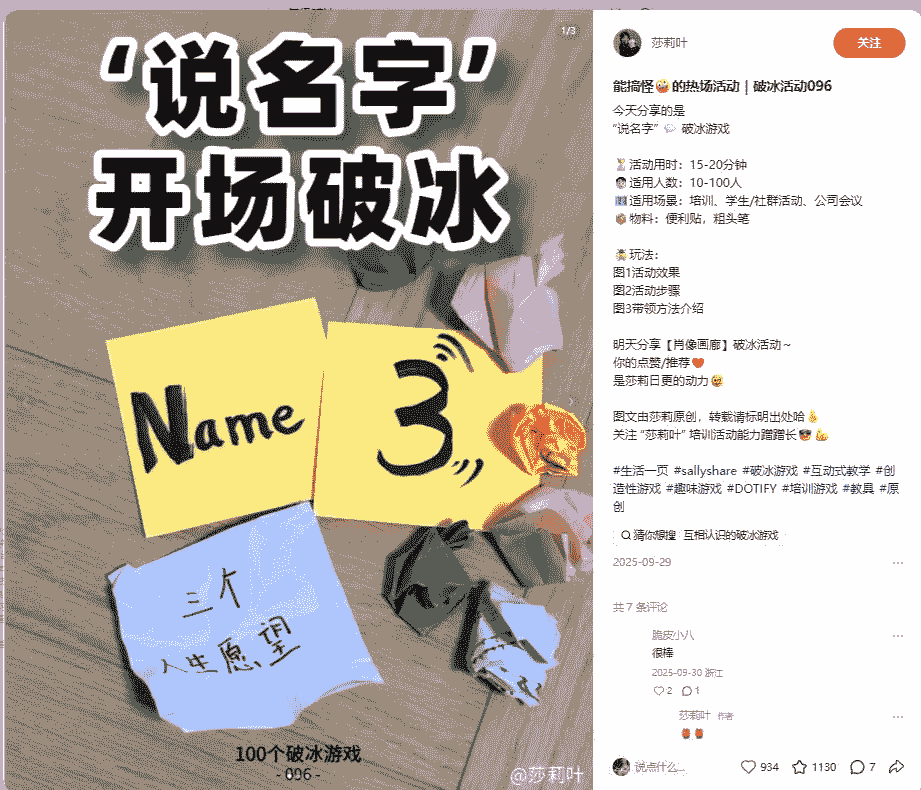 1/3
‘说名字’
开场破冰
Name
3
三个
人生愿望
100个破冰游戏
- 096 -
@莎莉叶
莎莉叶
关注
能搞怪🤪的热场活动｜破冰活动096
今天分享的是
“说名字” 💬 破冰游戏
⏳活动用时：15-20分钟
🧑🏻适用人数：10-100人
适用场景：培训、学生/社群活动、公司会议
物料：便利贴，粗头笔
玩法：
图1活动效果
图2活动步骤
图3带领方法介绍
明天分享【肖像画廊】破冰活动～
你的点赞/推荐❤️
是莎莉日更的动力😜
图文由莎莉原创，转载请标明出处哈
关注 “莎莉叶” 培训活动能力蹭蹭长😎💪
#生活一页 #sallyshare #破冰游戏 #互动式教学 #创
造性游戏 #趣味游戏 #DOTIFY #培训游戏 #教具 #原
创
猜你想搜 互相认识的破冰游戏
2025-09-29
共 7 条评论
脆皮小八
很棒
2025-09-30 浙江
2 1
莎莉叶 作者
说点什么...
934 1130 7